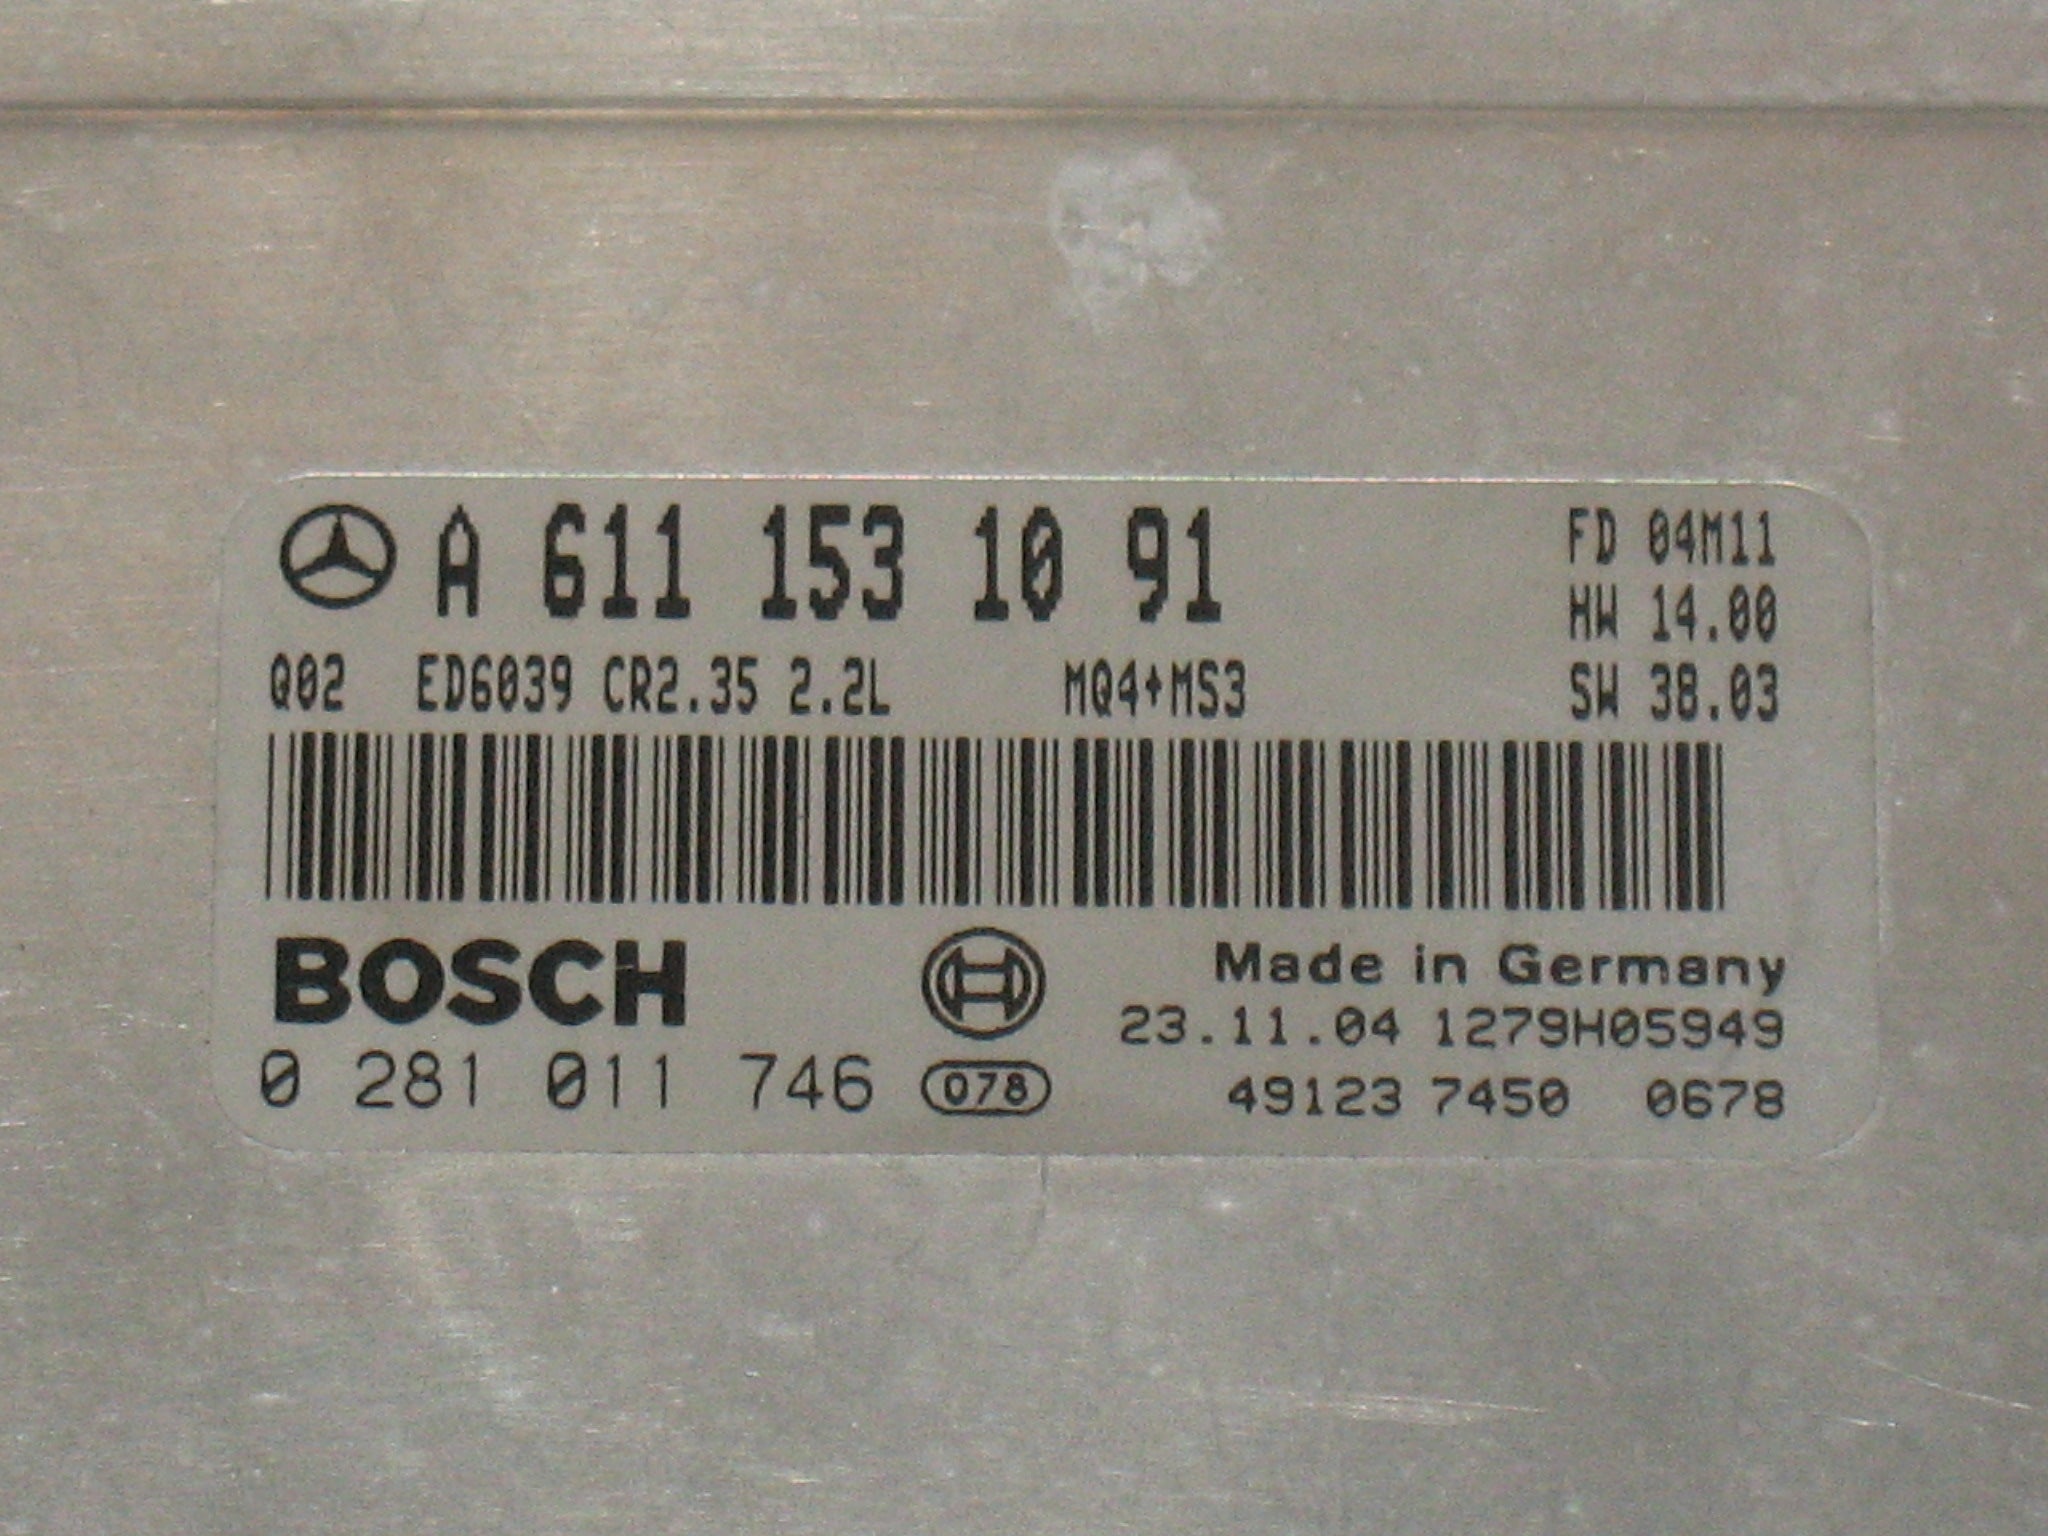 A 611 153 10 91
FD 04M11
HW 14.00
Q02 ED6039 CR2.35 2.2L MQ4+MS3
SW 38.03
BOSCH
Made in Germany
23.11.04 1279H05949
0 281 011 746 078
49123 7450 0678